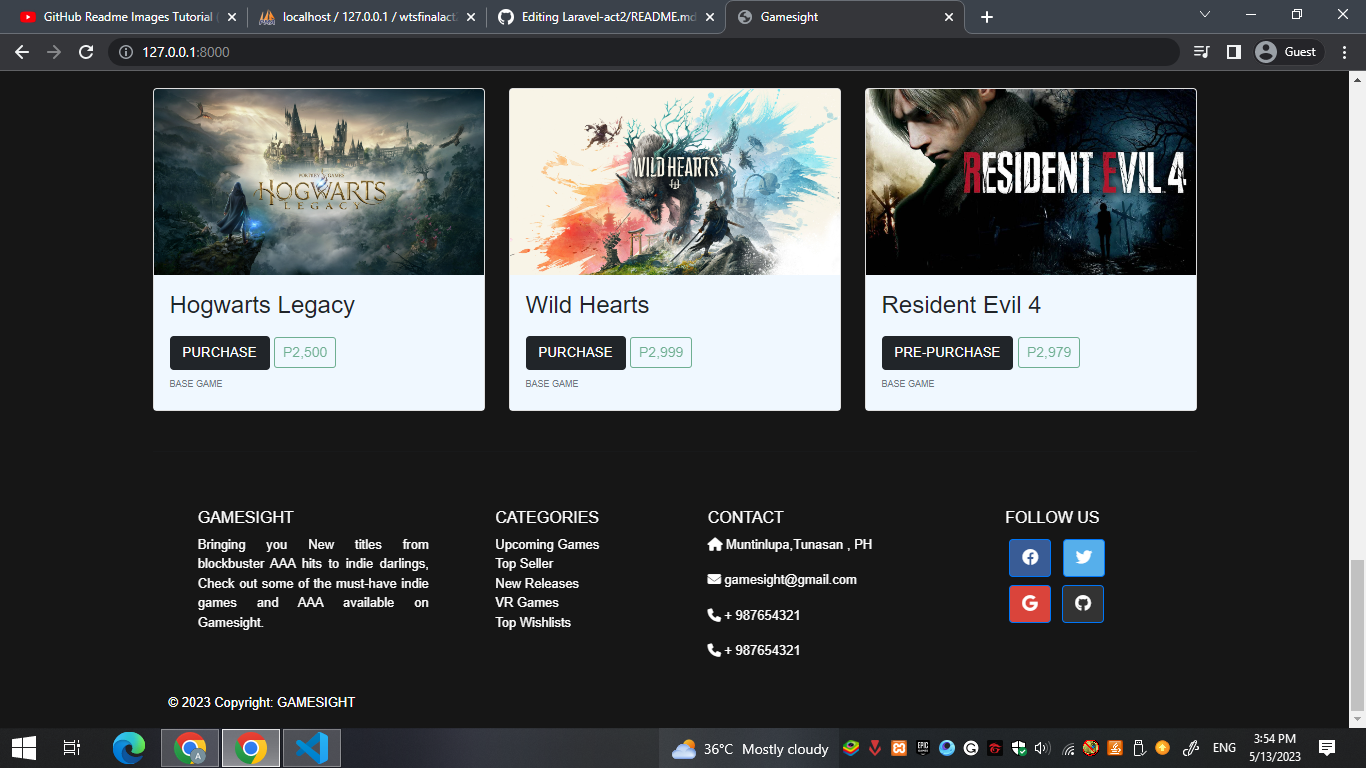 GitHub Readme Images Tutorial
localhost / 127.0.0.1 / wtsfinalact2
Editing Laravel-act2/README.md
Gamesight
127.0.0.1:8000
Guest
PORTKEY GAMES
HOGWARTS
LEGACY
WILD HEARTS
RESIDENT EVIL 4
Hogwarts Legacy
Wild Hearts
Resident Evil 4
PURCHASE P2,500
PURCHASE P2,999
PRE-PURCHASE P2,979
BASE GAME
BASE GAME
BASE GAME
GAMESIGHT
Bringing you New titles from
blockbuster AAA hits to indie darlings,
Check out some of the must-have indie
games and AAA available on
Gamesight.
CATEGORIES
Upcoming Games
Top Seller
New Releases
VR Games
Top Wishlists
CONTACT
Muntinlupa,Tunasan , PH
gamesight@gmail.com
+ 987654321
+ 987654321
FOLLOW US
© 2023 Copyright: GAMESIGHT
36°C Mostly cloudy
ENG
3:54 PM
5/13/2023